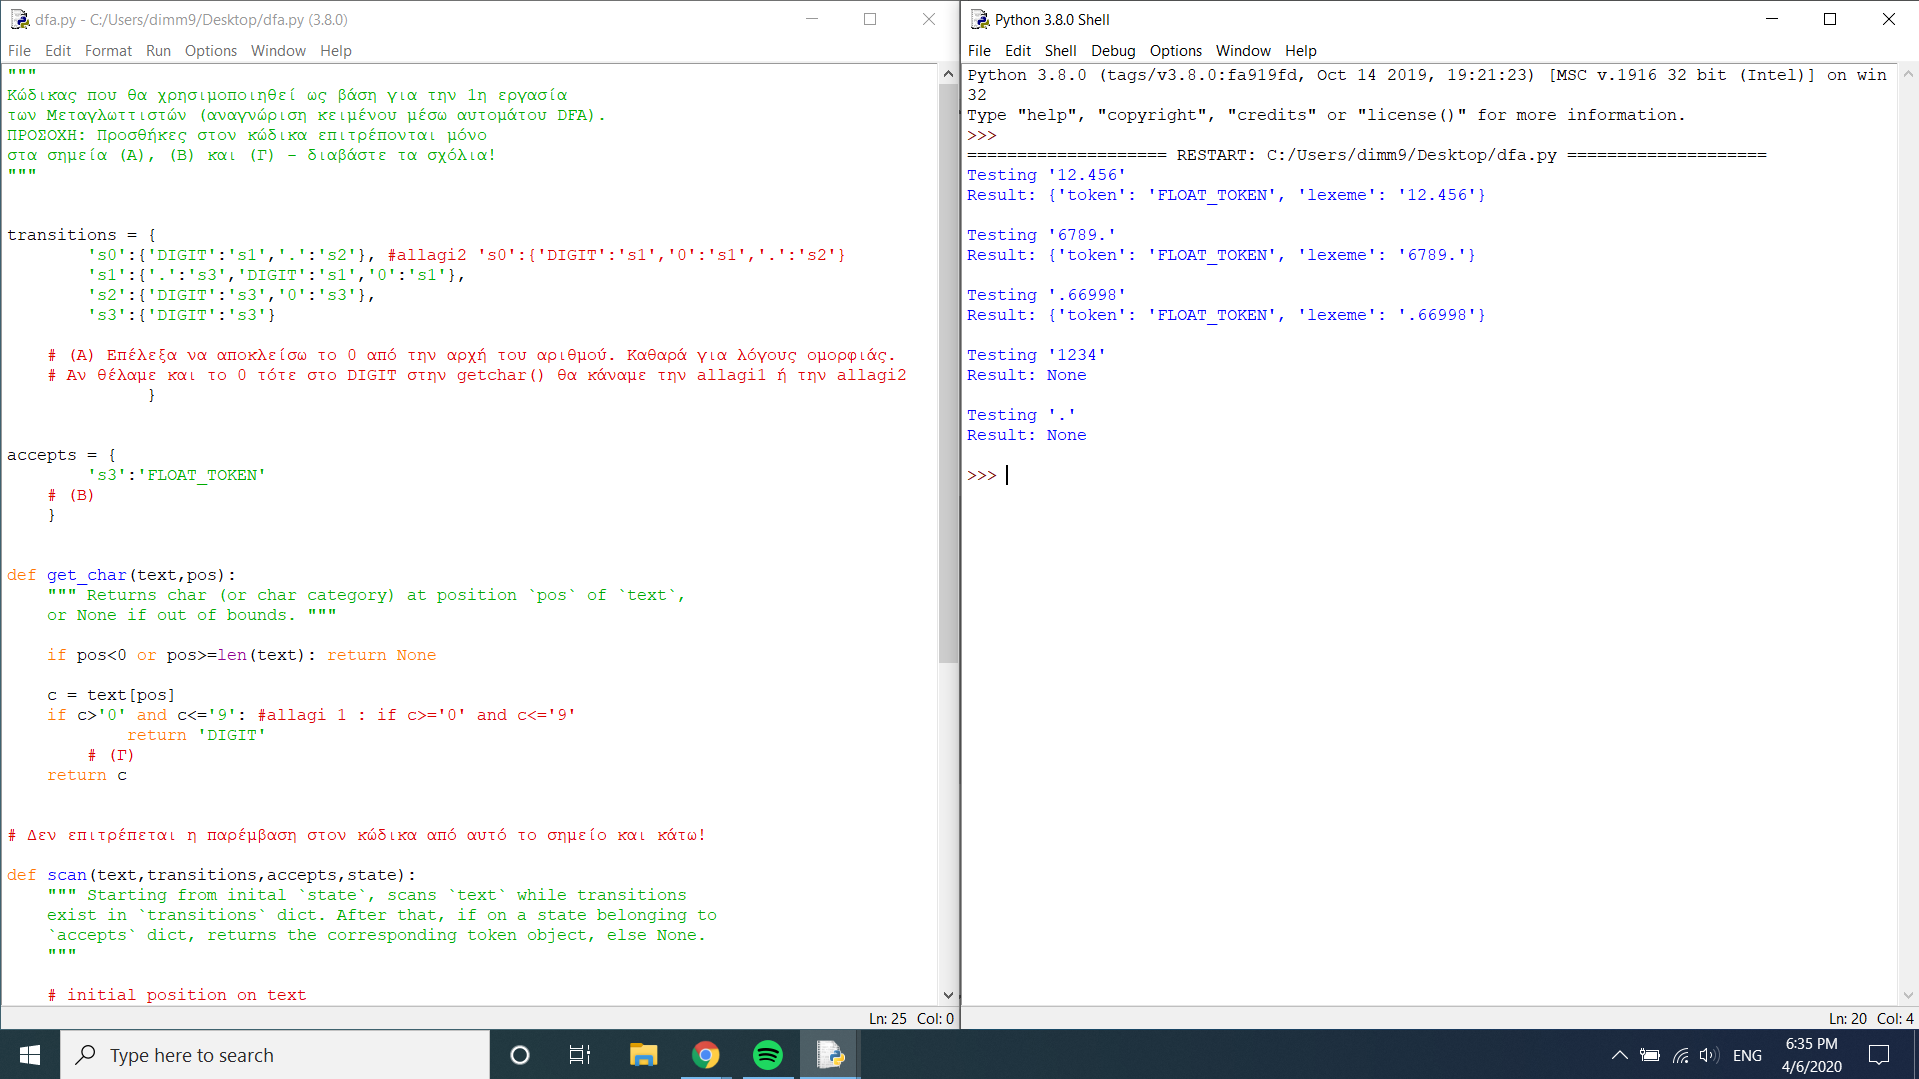 dfa.py - C:/Users/dimm9/Desktop/dfa.py (3.8.0)
File Edit Format Run Options Window Help
"""
Κώδικας που θα χρησιμοποιηθεί ως βάση για την 1η εργασία
των Μεταγλωττιστών (αναγνώριση κειμένου μέσω αυτομάτου DFA).
ΠΡΟΣΟΧΗ: Προσθήκες στον κώδικα επιτρέπονται μόνο
στα σημεία (Α), (Β) και (Γ) - διαβάστε τα σχόλια!
"""
transitions = {
's0':{'DIGIT':'s1','.':'s2'}, #allagi2 's0':{'DIGIT':'s1','0':'s1','.':'s2'}
's1':{'.':'s3','DIGIT':'s1','0':'s1'},
's2':{'DIGIT':'s3','0':'s3'},
's3':{'DIGIT':'s3'}
# (Α) Επέλεξα να αποκλείσω το 0 από την αρχή του αριθμού. Καθαρά για λόγους ομορφιάς.
# Αν θέλαμε και το 0 τότε στο DIGIT στην getchar() θα κάναμε την allagi1 ή την allagi2
}
accepts = {
's3':'FLOAT_TOKEN'
# (Β)
}
def get_char(text,pos):
""" Returns char (or char category) at position `pos` of `text`,
or None if out of bounds. """
if pos<0 or pos>=len(text): return None
c = text[pos]
if c>'0' and c<='9': #allagi 1 : if c>='0' and c<='9'
return 'DIGIT'
# (Γ)
return c
# Δεν επιτρέπεται η παρέμβαση στον κώδικα από αυτό το σημείο και κάτω!
def scan(text,transitions,accepts,state):
""" Starting from inital `state`, scans `text` while transitions
exist in `transitions` dict. After that, if on a state belonging to
`accepts` dict, returns the corresponding token object, else None.
"""
# initial position on text
Ln: 25 Col: 0
Python 3.8.0 Shell
File Edit Shell Debug Options Window Help
Python 3.8.0 (tags/v3.8.0:fa919fd, Oct 14 2019, 19:21:23) [MSC v.1916 32 bit (Intel)] on win
32
Type "help", "copyright", "credits" or "license()" for more information.
>>>
==================== RESTART: C:/Users/dimm9/Desktop/dfa.py ====================
Testing '12.456'
Result: {'token': 'FLOAT_TOKEN', 'lexeme': '12.456'}
Testing '6789.'
Result: {'token': 'FLOAT_TOKEN', 'lexeme': '6789.'}
Testing '.66998'
Result: {'token': 'FLOAT_TOKEN', 'lexeme': '.66998'}
Testing '1234'
Result: None
Testing '.'
Result: None
>>>
Ln: 20 Col: 4
Type here to search
ENG
6:35 PM
4/6/2020